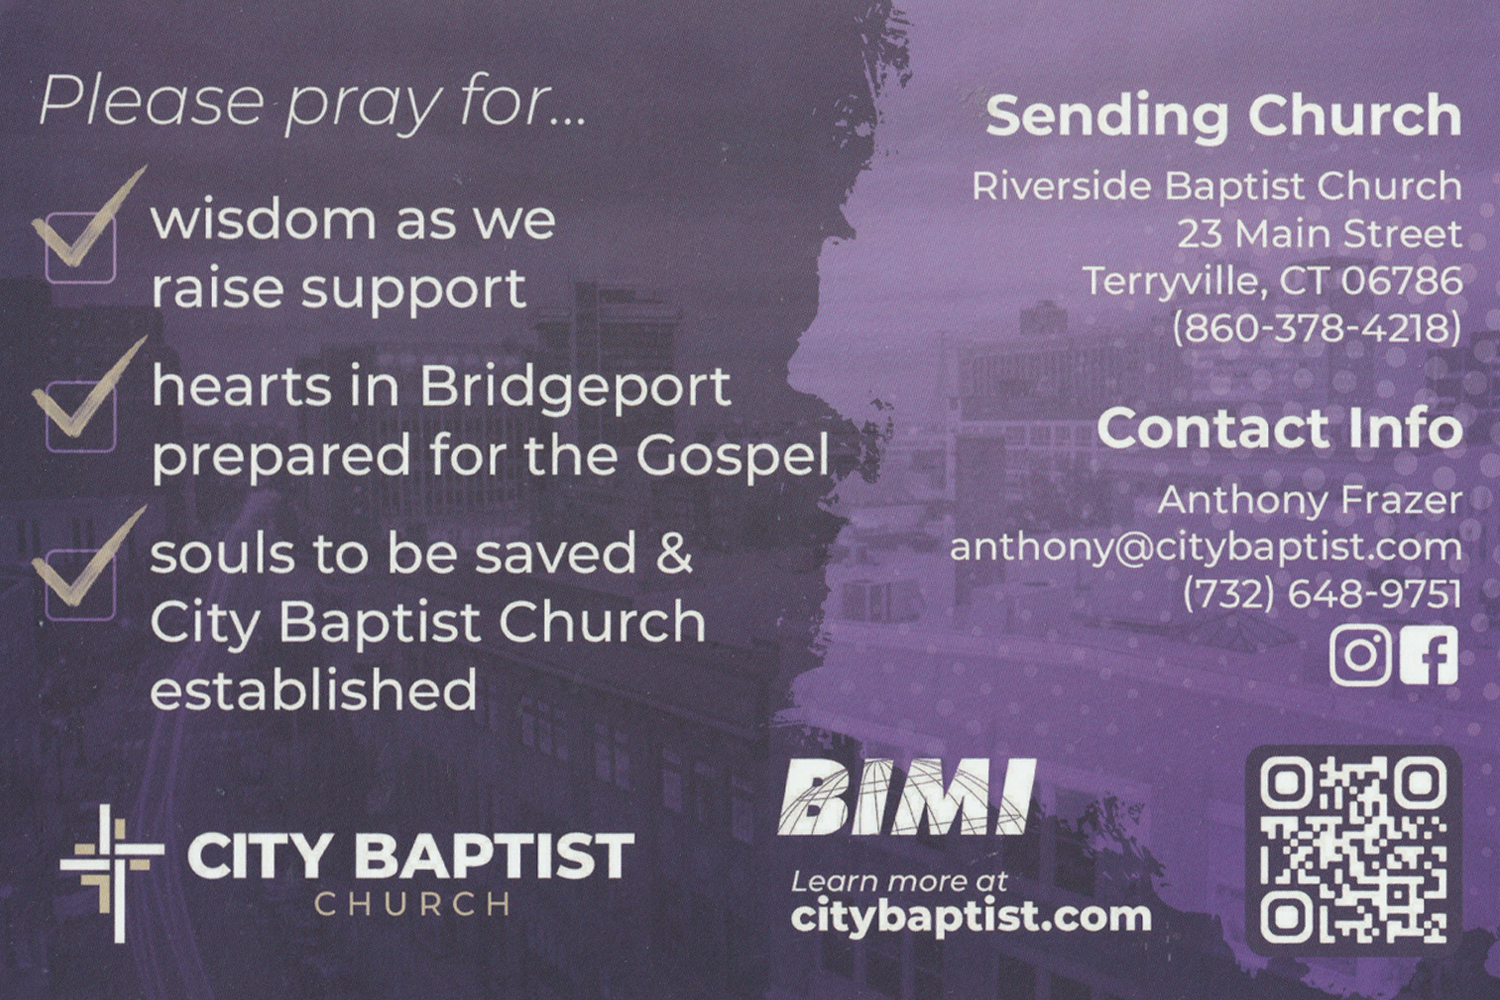 Please pray for...
wisdom as we
raise support
hearts in Bridgeport
prepared for the Gospel
souls to be saved &
City Baptist Church
established
CITY BAPTIST
CHURCH
Sending Church
Riverside Baptist Church
23 Main Street
Terryville, CT 06786
(860-378-4218)
Contact Info
Anthony Frazer
anthony@citybaptist.com
(732) 648-9751
BIMI
Learn more at
citybaptist.com